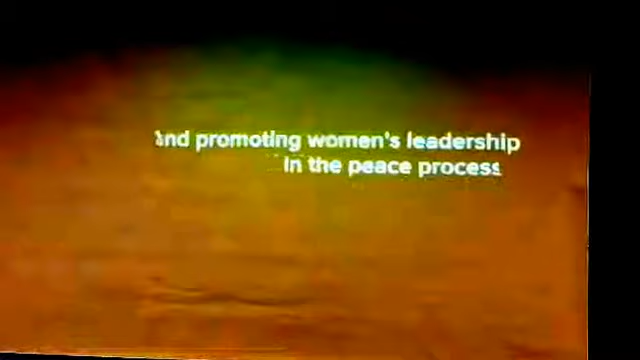 and promoting women's leadership
in the peace process